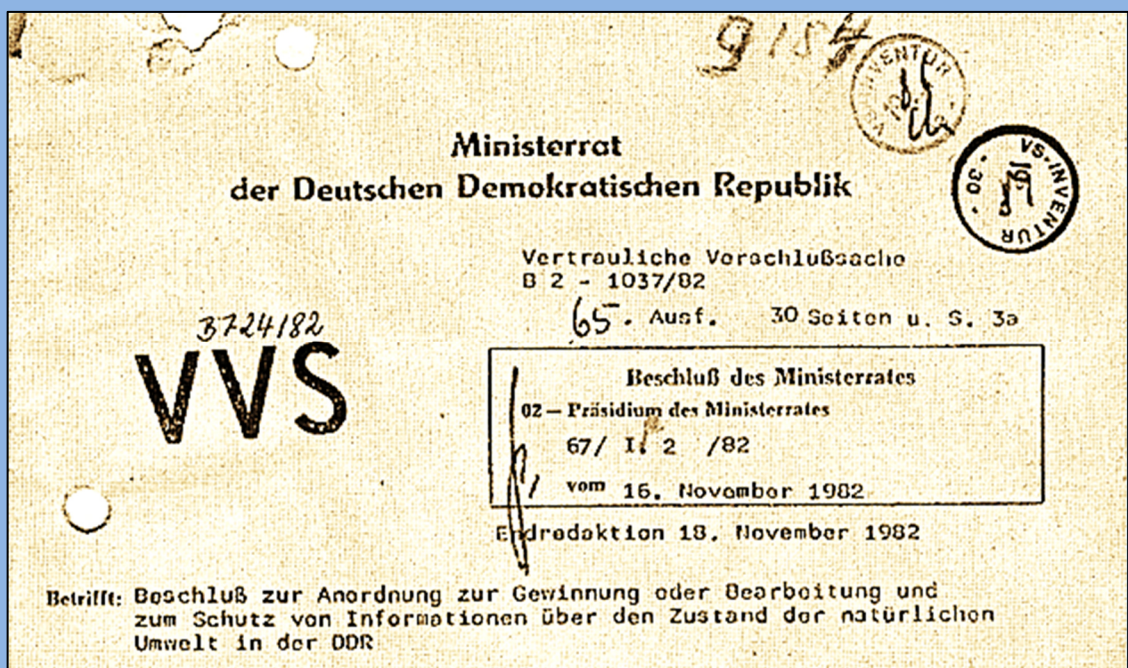 9154
VS-INVENTUR
VS-INVENTUR
30
Ministerrat
der Deutschen Demokratischen Republik
Vertrauliche Verschlußsache
B 2 - 1037/82
65. Ausf. 30 Seiten u. S. 3a
B724/82
VVS
Beschluß des Ministerrates
02 — Präsidium des Ministerrates
67/ I. 2 /82
vom 16. November 1982
Endredaktion 18. November 1982
Betrifft: Beschluß zur Anordnung zur Gewinnung oder Bearbeitung und
zum Schutz von Informationen über den Zustand der natürlichen
Umwelt in der DDR